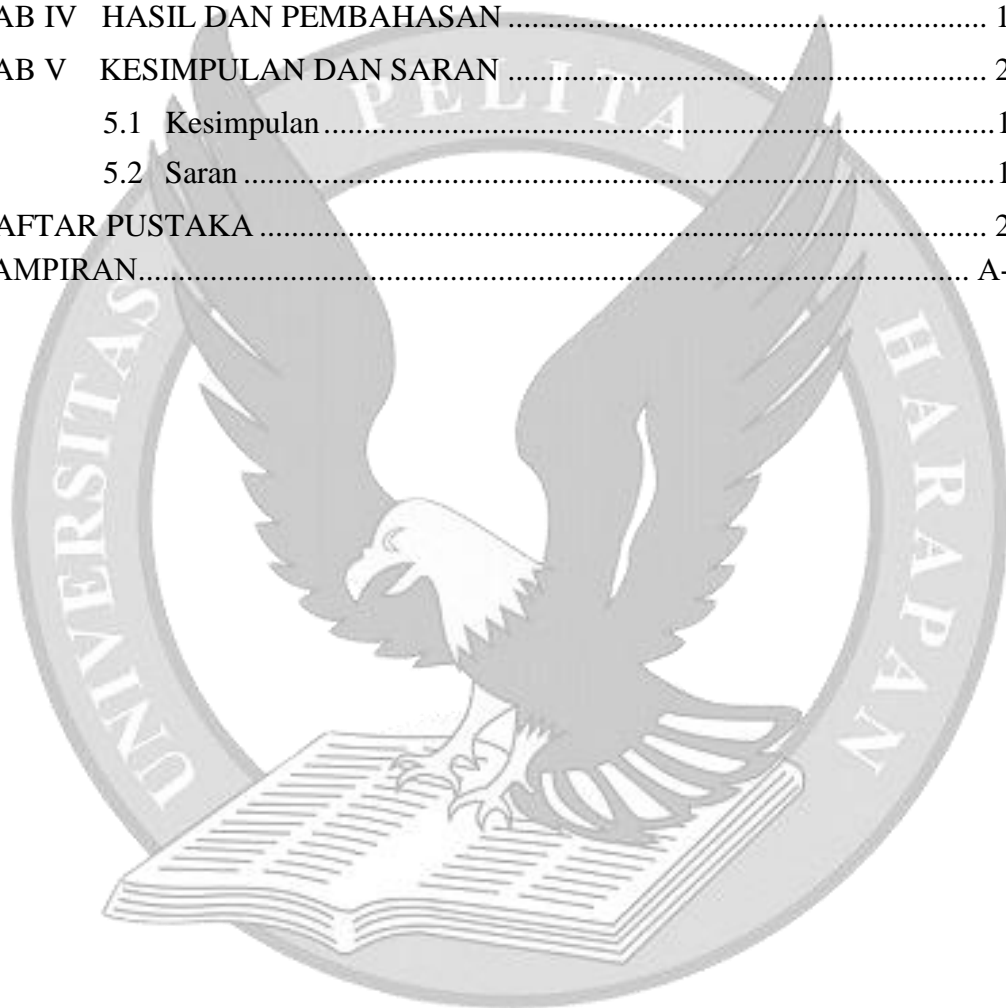 AB IV HASIL DAN PEMBAHASAN ........ 1
AB V KESIMPULAN DAN SARAN ........ 2
5.1 Kesimpulan ........ 1
5.2 Saran ........ 1
AFTAR PUSTAKA ........ 2
AMPIRAN ........ A-
UNIVERSITAS PELITA HARAPAN